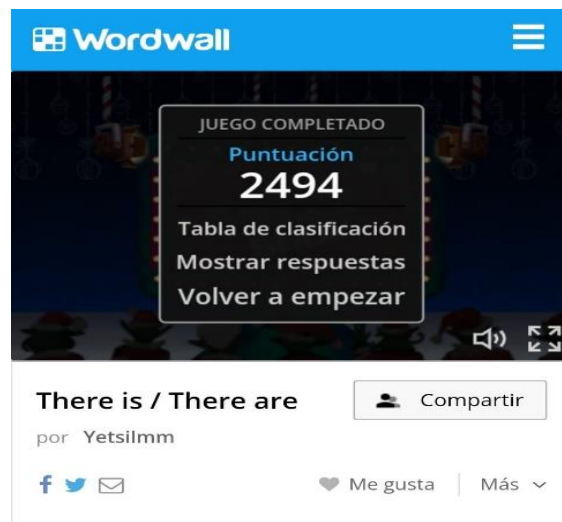 Wordwall
JUEGO COMPLETADO
Puntuación
2494
Tabla de clasificación
Mostrar respuestas
Volver a empezar
There is / There are
Compartir
por Yetsilmm
Me gusta
Más